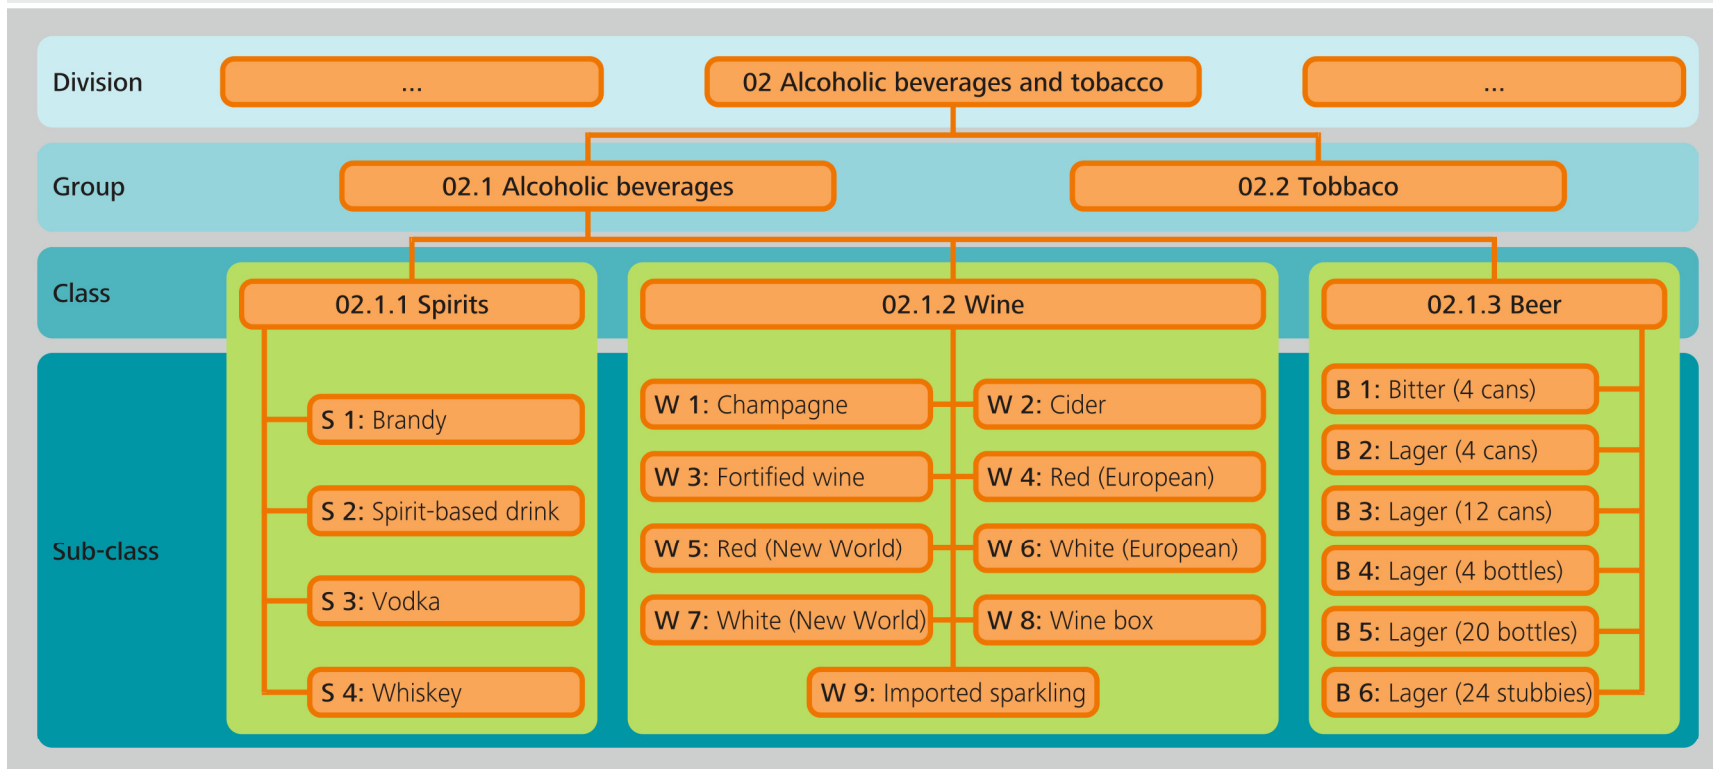 Division
...
02 Alcoholic beverages and tobacco
...
Group
02.1 Alcoholic beverages
02.2 Tobbaco
Class
02.1.1 Spirits
02.1.2 Wine
02.1.3 Beer
Sub-class
S 1: Brandy
S 2: Spirit-based drink
S 3: Vodka
S 4: Whiskey
W 1: Champagne
W 2: Cider
W 3: Fortified wine
W 4: Red (European)
W 5: Red (New World)
W 6: White (European)
W 7: White (New World)
W 8: Wine box
W 9: Imported sparkling
B 1: Bitter (4 cans)
B 2: Lager (4 cans)
B 3: Lager (12 cans)
B 4: Lager (4 bottles)
B 5: Lager (20 bottles)
B 6: Lager (24 stubbies)